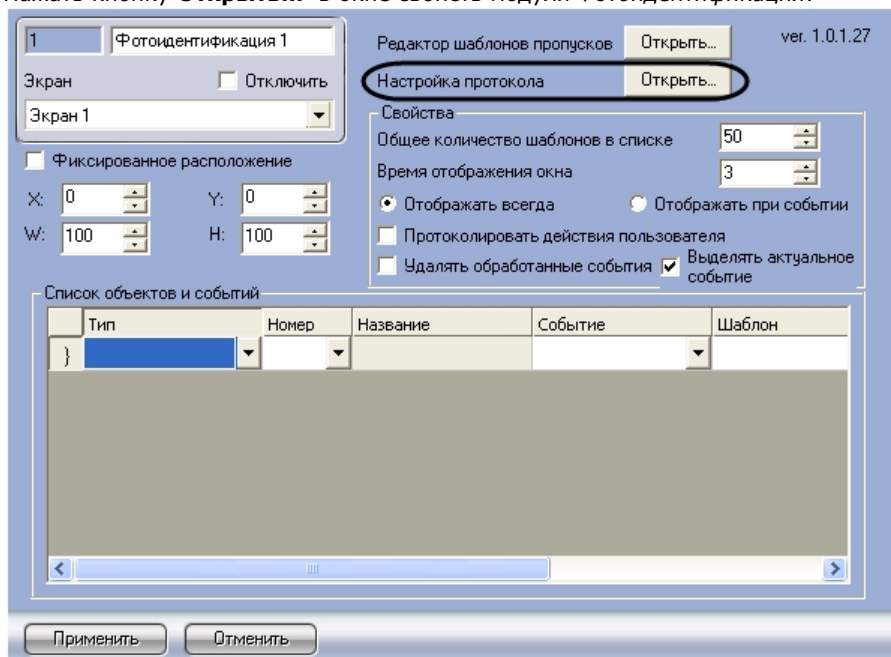 Нажать кнопку Открыть... в окне свойств модуля Фотоидентификации.
1
Фотоидентификация 1
Экран
Отключить
Экран 1
Фиксированное расположение
X: 0
Y: 0
W: 100
H: 100
Редактор шаблонов пропусков
Открыть...
ver. 1.0.1.27
Настройка протокола
Открыть...
Свойства
Общее количество шаблонов в списке 50
Время отображения окна 3
Отображать всегда
Отображать при событии
Протоколировать действия пользователя
Удалять обработанные события
Выделять актуальное
событие
Список объектов и событий
Тип Номер Название Событие Шаблон
}
Применить
Отменить